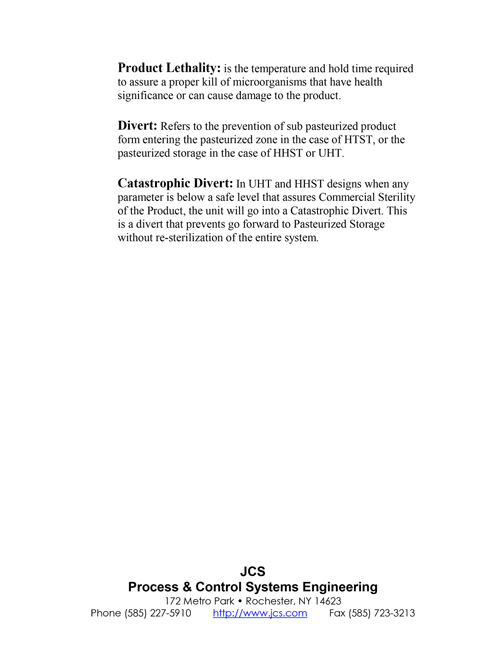 Product Lethality: is the temperature and hold time required
to assure a proper kill of microorganisms that have health
significance or can cause damage to the product.
Divert: Refers to the prevention of sub pasteurized product
form entering the pasteurized zone in the case of HTST, or the
pasteurized storage in the case of HHST or UHT.
Catastrophic Divert: In UHT and HHST designs when any
parameter is below a safe level that assures Commercial Sterility
of the Product, the unit will go into a Catastrophic Divert. This
is a divert that prevents go forward to Pasteurized Storage
without re-sterilization of the entire system.
JCS
Process & Control Systems Engineering
172 Metro Park • Rochester, NY 14623
Phone (585) 227-5910 http://www.jcs.com Fax (585) 723-3213